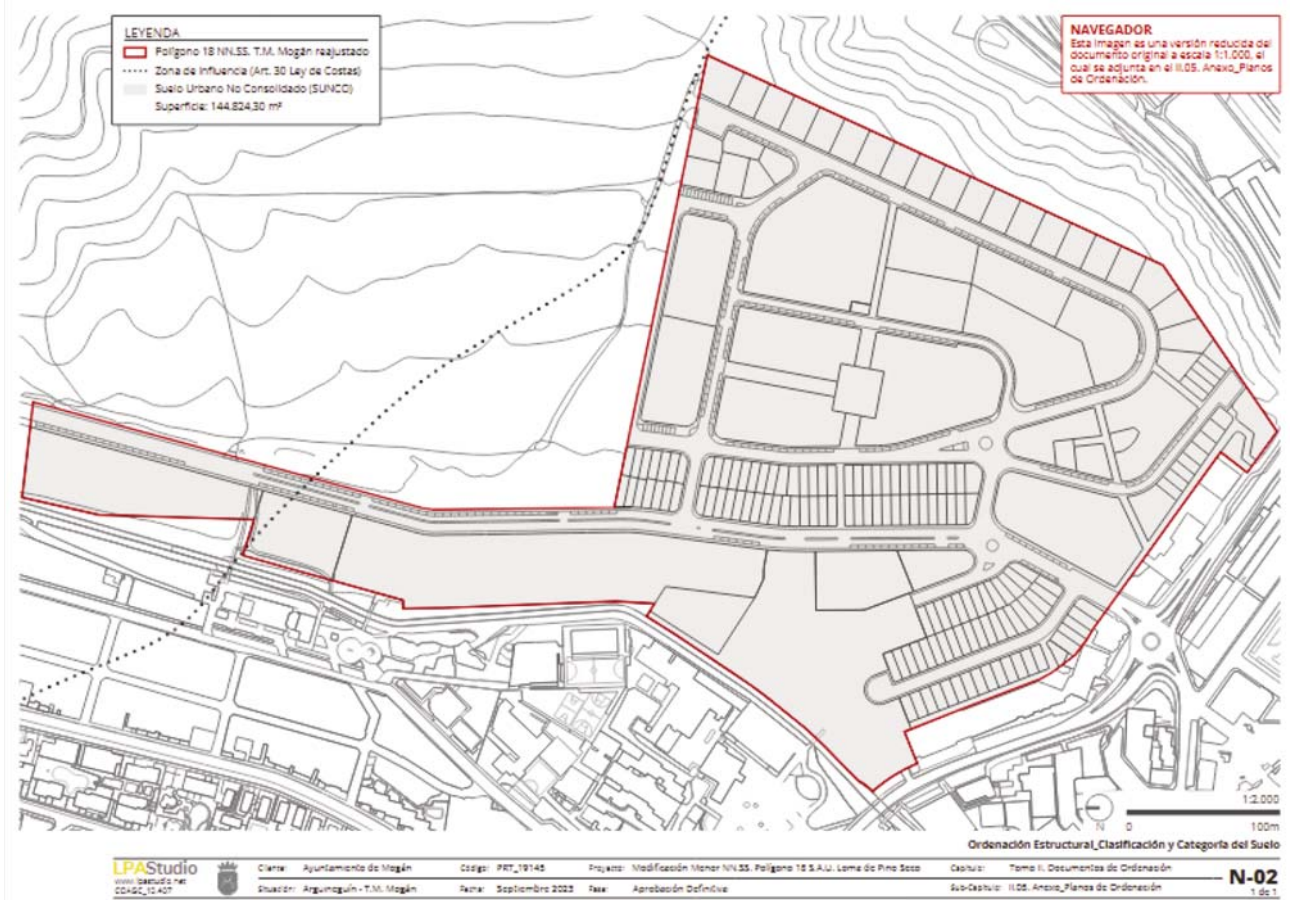 LEYENDA
Polígono 18 NN.SS. T.M. Mogán reajustado
Zona de Influencia (Art. 30 Ley de Costas)
Suelo Urbano No Consolidado (SUNCO)
Superficie: 144.824,30 m²
NAVEGADOR
Esta imagen es una versión reducida del
documento original a escala 1:1.000, el
cual se adjunta en el II.05. Anexo_Planos
de Ordenación.
1:2.000
N 0 100m
Ordenación Estructural_Clasificación y Categoría del Suelo
LPAStudio
www.lpastudio.net
COAGC_10.407
Cliente: Ayuntamiento de Mogán
Situación: Arguineguín - T.M. Mogán
Código: PRT_19145
Fecha: Septiembre 2023
Proyecto: Modificación Menor NN.SS. Polígono 18 S.A.U. Loma de Pino Seco
Fase: Aprobación Definitiva
Capítulo: Tomo II. Documentos de Ordenación
Sub-Capítulo: II.05. Anexo_Planos de Ordenación
N-02
1 de 1